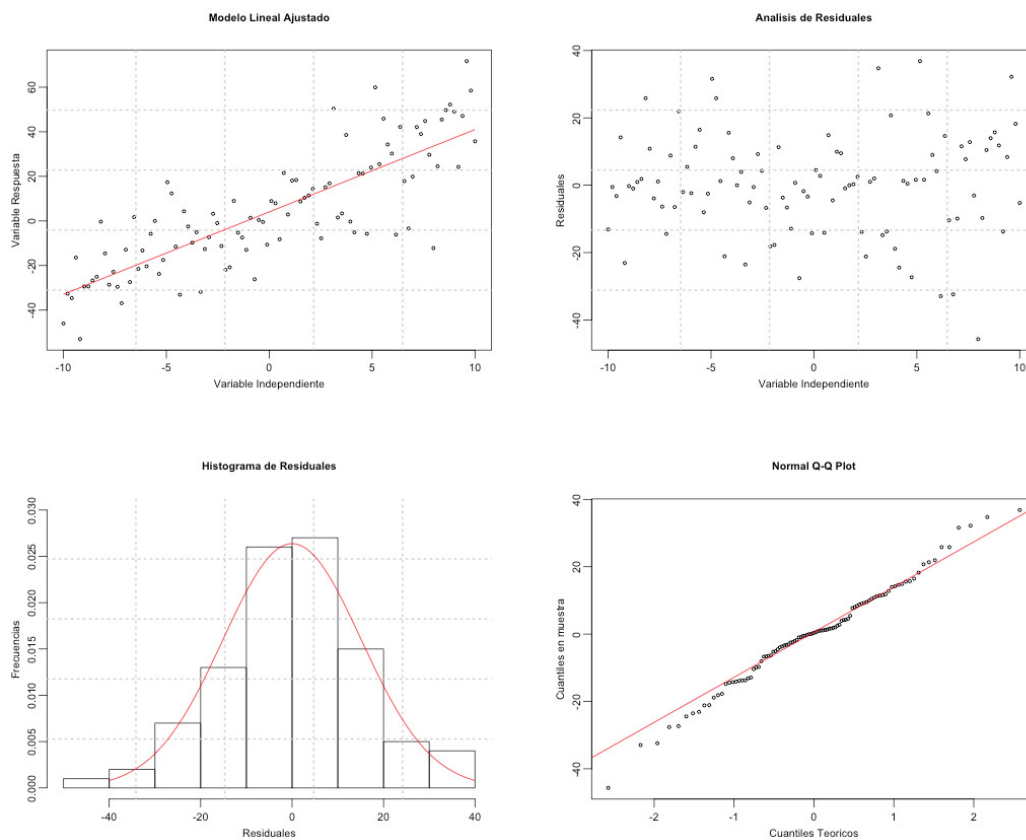 Modelo Lineal Ajustado
Variable Respuesta
-40 -20 0 20 40 60
-10 -5 0 5 10
Variable Independiente
Analisis de Residuales
Residuales
-40 -20 0 20 40
-10 -5 0 5 10
Variable Independiente
Histograma de Residuales
Frecuencias
0.000 0.005 0.010 0.015 0.020 0.025 0.030
-40 -20 0 20 40
Residuales
Normal Q-Q Plot
Cuantiles en muestra
-40 -20 0 20 40
-2 -1 0 1 2
Cuantiles Teoricos